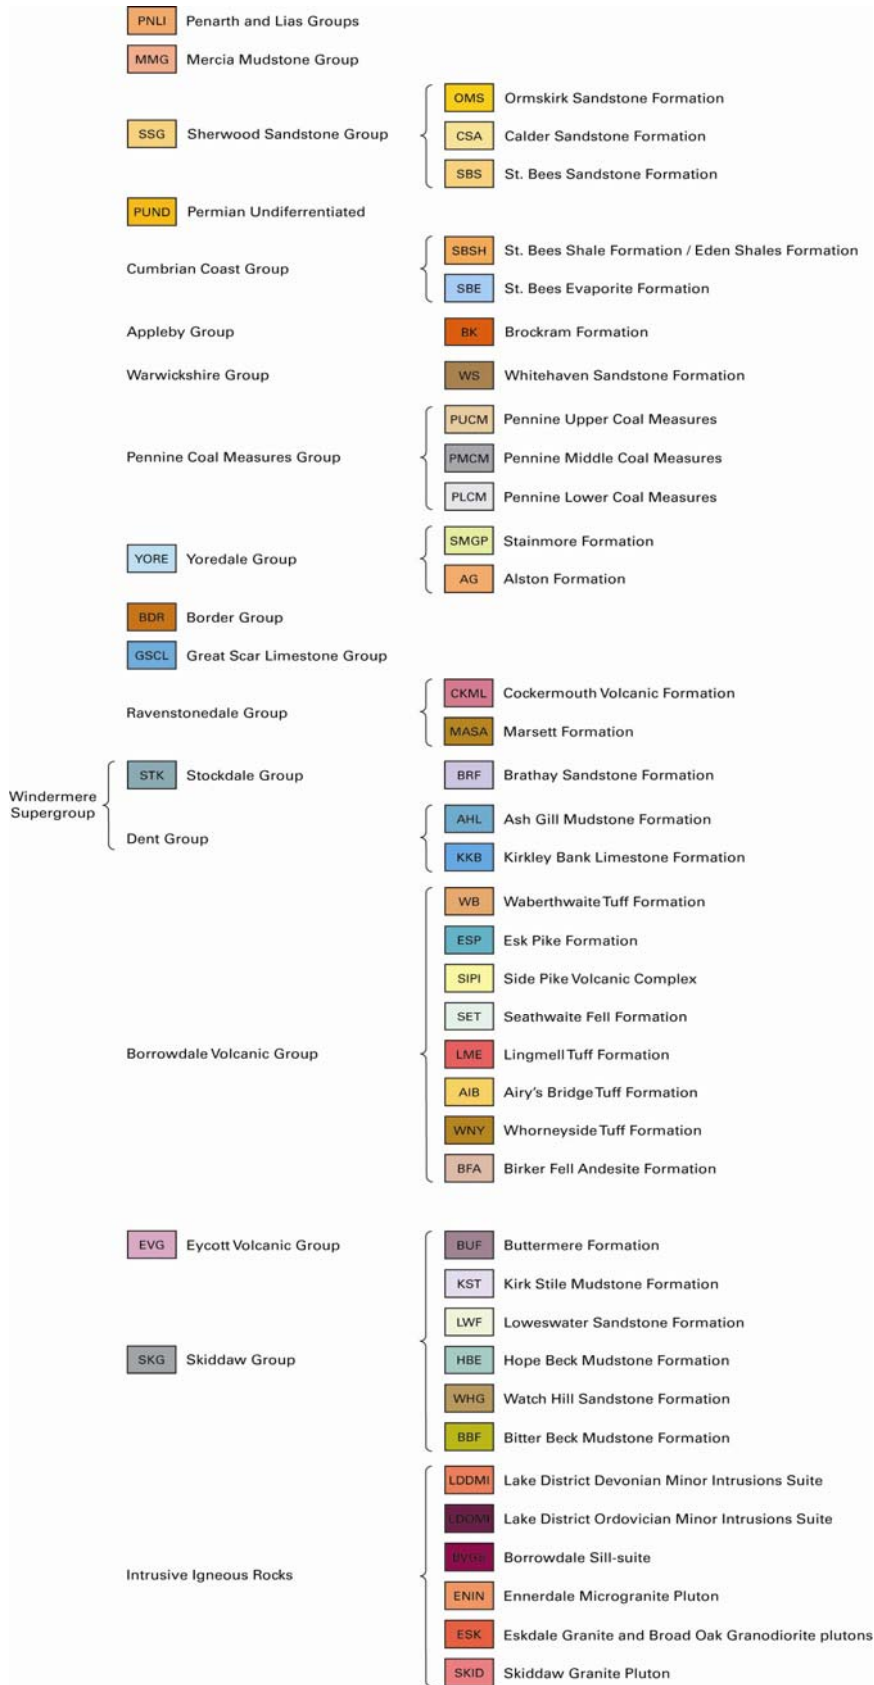 PNLI Penarth and Lias Groups
MMG Mercia Mudstone Group
OMS Ormskirk Sandstone Formation
SSG Sherwood Sandstone Group
CSA Calder Sandstone Formation
SBS St. Bees Sandstone Formation
PUND Permian Undiferrentiated
Cumbrian Coast Group
SBSH St. Bees Shale Formation / Eden Shales Formation
SBE St. Bees Evaporite Formation
Appleby Group BK Brockram Formation
Warwickshire Group WS Whitehaven Sandstone Formation
Pennine Coal Measures Group
PUCM Pennine Upper Coal Measures
PMCM Pennine Middle Coal Measures
PLCM Pennine Lower Coal Measures
YORE Yoredale Group
SMGP Stainmore Formation
AG Alston Formation
BDR Border Group
GSCL Great Scar Limestone Group
Ravenstonedale Group
CKML Cockermouth Volcanic Formation
MASA Marsett Formation
Windermere
Supergroup
STK Stockdale Group BRF Brathay Sandstone Formation
Dent Group
AHL Ash Gill Mudstone Formation
KKB Kirkley Bank Limestone Formation
Borrowdale Volcanic Group
WB Waberthwaite Tuff Formation
ESP Esk Pike Formation
SIPI Side Pike Volcanic Complex
SET Seathwaite Fell Formation
LME Lingmell Tuff Formation
AIB Airy's Bridge Tuff Formation
WNY Whorneyside Tuff Formation
BFA Birker Fell Andesite Formation
EVG Eycott Volcanic Group
SKG Skiddaw Group
BUF Buttermere Formation
KST Kirk Stile Mudstone Formation
LWF Loweswater Sandstone Formation
HBE Hope Beck Mudstone Formation
WHG Watch Hill Sandstone Formation
BBF Bitter Beck Mudstone Formation
Intrusive Igneous Rocks
LDDMI Lake District Devonian Minor Intrusions Suite
LDOMI Lake District Ordovician Minor Intrusions Suite
Borrowdale Sill-suite
ENIN Ennerdale Microgranite Pluton
ESK Eskdale Granite and Broad Oak Granodiorite plutons
SKID Skiddaw Granite Pluton